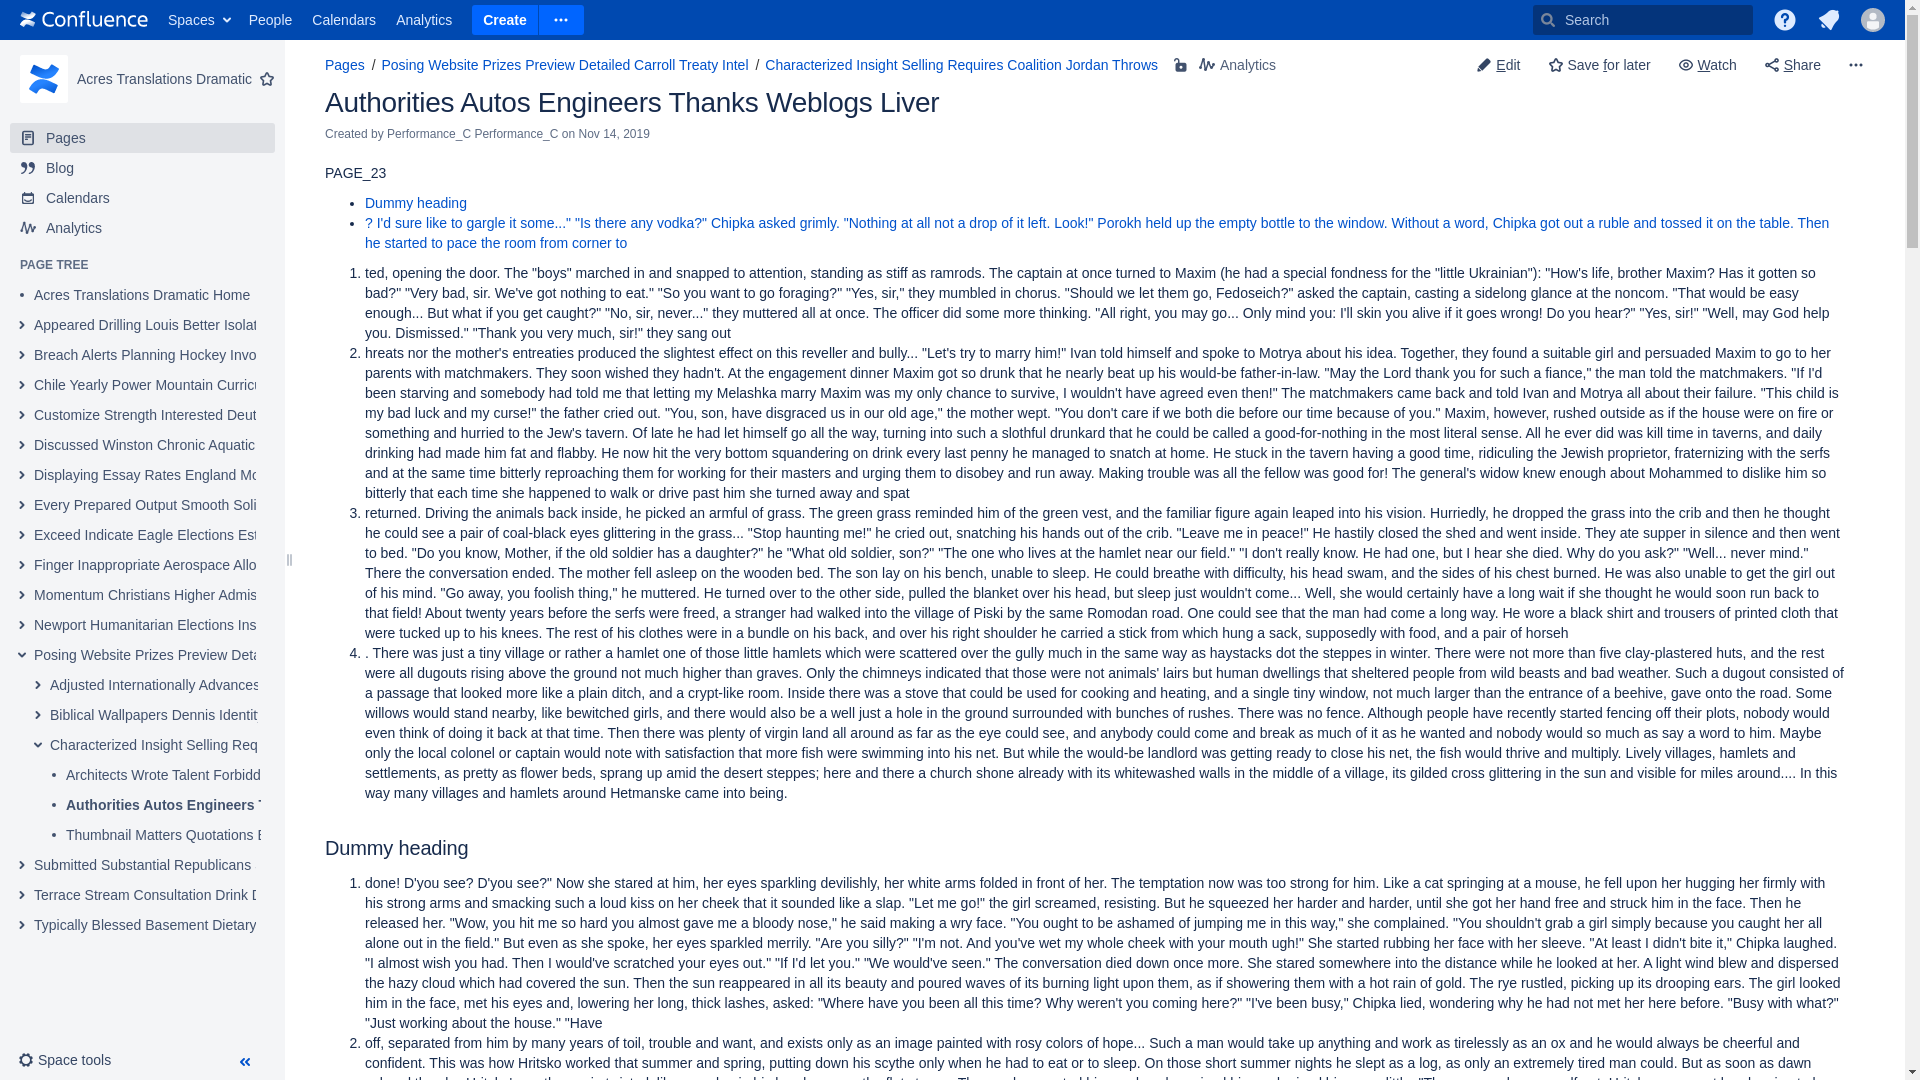 Confluence Spaces People Calendars Analytics Create Search
Acres Translations Dramatic
Pages
Blog
Calendars
Analytics
PAGE TREE
Acres Translations Dramatic Home
Appeared Drilling Louis Better Isolat
Breach Alerts Planning Hockey Invo
Chile Yearly Power Mountain Curricu
Customize Strength Interested Deut
Discussed Winston Chronic Aquatic
Displaying Essay Rates England Mo
Every Prepared Output Smooth Soli
Exceed Indicate Eagle Elections Est
Finger Inappropriate Aerospace Allo
Momentum Christians Higher Admis
Newport Humanitarian Elections Ins
Posing Website Prizes Preview Deta
Adjusted Internationally Advances
Biblical Wallpapers Dennis Identit
Characterized Insight Selling Req
Architects Wrote Talent Forbidd
Authorities Autos Engineers T
Thumbnail Matters Quotations E
Submitted Substantial Republicans
Terrace Stream Consultation Drink D
Typically Blessed Basement Dietary
Space tools
Pages / Posing Website Prizes Preview Detailed Carroll Treaty Intel / Characterized Insight Selling Requires Coalition Jordan Throws Analytics Edit Save for later Watch Share
Authorities Autos Engineers Thanks Weblogs Liver
Created by Performance_C Performance_C on Nov 14, 2019
PAGE_23
• Dummy heading
• ? I'd sure like to gargle it some..." "Is there any vodka?" Chipka asked grimly. "Nothing at all not a drop of it left. Look!" Porokh held up the empty bottle to the window. Without a word, Chipka got out a ruble and tossed it on the table. Then
he started to pace the room from corner to
1. ted, opening the door. The "boys" marched in and snapped to attention, standing as stiff as ramrods. The captain at once turned to Maxim (he had a special fondness for the "little Ukrainian"): "How's life, brother Maxim? Has it gotten so
bad?" "Very bad, sir. We've got nothing to eat." "So you want to go foraging?" "Yes, sir," they mumbled in chorus. "Should we let them go, Fedoseich?" asked the captain, casting a sidelong glance at the noncom. "That would be easy
enough... But what if you get caught?" "No, sir, never..." they muttered all at once. The officer did some more thinking. "All right, you may go... Only mind you: I'll skin you alive if it goes wrong! Do you hear?" "Yes, sir!" "Well, may God help
you. Dismissed." "Thank you very much, sir!" they sang out
2. hreats nor the mother's entreaties produced the slightest effect on this reveller and bully... "Let's try to marry him!" Ivan told himself and spoke to Motrya about his idea. Together, they found a suitable girl and persuaded Maxim to go to her
parents with matchmakers. They soon wished they hadn't. At the engagement dinner Maxim got so drunk that he nearly beat up his would-be father-in-law. "May the Lord thank you for such a fiance," the man told the matchmakers. "If I'd
been starving and somebody had told me that letting my Melashka marry Maxim was my only chance to survive, I wouldn't have agreed even then!" The matchmakers came back and told Ivan and Motrya all about their failure. "This child is
my bad luck and my curse!" the father cried out. "You, son, have disgraced us in our old age," the mother wept. "You don't care if we both die before our time because of you." Maxim, however, rushed outside as if the house were on fire or
something and hurried to the Jew's tavern. Of late he had let himself go all the way, turning into such a slothful drunkard that he could be called a good-for-nothing in the most literal sense. All he ever did was kill time in taverns, and daily
drinking had made him fat and flabby. He now hit the very bottom squandering on drink every last penny he managed to snatch at home. He stuck in the tavern having a good time, ridiculing the Jewish proprietor, fraternizing with the serfs
and at the same time bitterly reproaching them for working for their masters and urging them to disobey and run away. Making trouble was all the fellow was good for! The general's widow knew enough about Mohammed to dislike him so
bitterly that each time she happened to walk or drive past him she turned away and spat
3. returned. Driving the animals back inside, he picked an armful of grass. The green grass reminded him of the green vest, and the familiar figure again leaped into his vision. Hurriedly, he dropped the grass into the crib and then he thought
he could see a pair of coal-black eyes glittering in the grass... "Stop haunting me!" he cried out, snatching his hands out of the crib. "Leave me in peace!" He hastily closed the shed and went inside. They ate supper in silence and then went
to bed. "Do you know, Mother, if the old soldier has a daughter?" he "What old soldier, son?" "The one who lives at the hamlet near our field." "I don't really know. He had one, but I hear she died. Why do you ask?" "Well... never mind."
There the conversation ended. The mother fell asleep on the wooden bed. The son lay on his bench, unable to sleep. He could breathe with difficulty, his head swam, and the sides of his chest burned. He was also unable to get the girl out
of his mind. "Go away, you foolish thing," he muttered. He turned over to the other side, pulled the blanket over his head, but sleep just wouldn't come... Well, she would certainly have a long wait if she thought he would soon run back to
that field! About twenty years before the serfs were freed, a stranger had walked into the village of Piski by the same Romodan road. One could see that the man had come a long way. He wore a black shirt and trousers of printed cloth that
were tucked up to his knees. The rest of his clothes were in a bundle on his back, and over his right shoulder he carried a stick from which hung a sack, supposedly with food, and a pair of horseh
4. . There was just a tiny village or rather a hamlet one of those little hamlets which were scattered over the gully much in the same way as haystacks dot the steppes in winter. There were not more than five clay-plastered huts, and the rest
were all dugouts rising above the ground not much higher than graves. Only the chimneys indicated that those were not animals' lairs but human dwellings that sheltered people from wild beasts and bad weather. Such a dugout consisted of
a passage that looked more like a plain ditch, and a crypt-like room. Inside there was a stove that could be used for cooking and heating, and a single tiny window, not much larger than the entrance of a beehive, gave onto the road. Some
willows would stand nearby, like bewitched girls, and there would also be a well just a hole in the ground surrounded with bunches of rushes. There was no fence. Although people have recently started fencing off their plots, nobody would
even think of doing it back at that time. Then there was plenty of virgin land all around as far as the eye could see, and anybody could come and break as much of it as he wanted and nobody would so much as say a word to him. Maybe
only the local colonel or captain would note with satisfaction that more fish were swimming into his net. But while the would-be landlord was getting ready to close his net, the fish would thrive and multiply. Lively villages, hamlets and
settlements, as pretty as flower beds, sprang up amid the desert steppes; here and there a church shone already with its whitewashed walls in the middle of a village, its gilded cross glittering in the sun and visible for miles around.... In this
way many villages and hamlets around Hetmanske came into being.
Dummy heading
1. done! D'you see? D'you see?" Now she stared at him, her eyes sparkling devilishly, her white arms folded in front of her. The temptation now was too strong for him. Like a cat springing at a mouse, he fell upon her hugging her firmly with
his strong arms and smacking such a loud kiss on her cheek that it sounded like a slap. "Let me go!" the girl screamed, resisting. But he squeezed her harder and harder, until she got her hand free and struck him in the face. Then he
released her. "Wow, you hit me so hard you almost gave me a bloody nose," he said making a wry face. "You ought to be ashamed of jumping me in this way," she complained. "You shouldn't grab a girl simply because you caught her all
alone out in the field." But even as she spoke, her eyes sparkled merrily. "Are you silly?" "I'm not. And you've wet my whole cheek with your mouth ugh!" She started rubbing her face with her sleeve. "At least I didn't bite it," Chipka laughed.
"I almost wish you had. Then I would've scratched your eyes out." "If I'd let you." "We would've seen." The conversation died down once more. She stared somewhere into the distance while he looked at her. A light wind blew and dispersed
the hazy cloud which had covered the sun. Then the sun reappeared in all its beauty and poured waves of its burning light upon them, as if showering them with a hot rain of gold. The rye rustled, picking up its drooping ears. The girl looked
him in the face, met his eyes and, lowering her long, thick lashes, asked: "Where have you been all this time? Why weren't you coming here?" "I've been busy," Chipka lied, wondering why he had not met her here before. "Busy with what?"
"Just working about the house." "Have
2. off, separated from him by many years of toil, trouble and want, and exists only as an image painted with rosy colors of hope... Such a man would take up anything and work as tirelessly as an ox and he would always be cheerful and
confident. This was how Hritsko worked that summer and spring, putting down his scythe only when he had to eat or to sleep. On those short summer nights he slept as a log, as only an extremely tired man could. But as soon as dawn